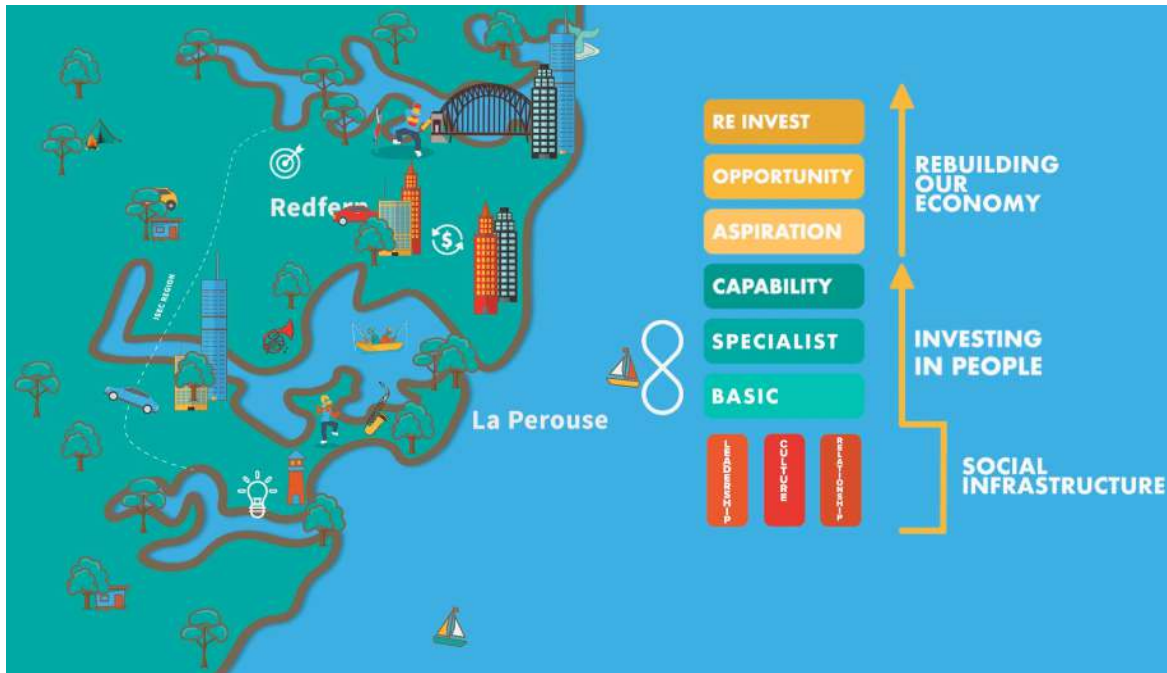 Redfern
ISEC REGION
La Perouse
RE INVEST
OPPORTUNITY
ASPIRATION
CAPABILITY
SPECIALIST
BASIC
LEADERSHIP
CULTURE
RELATIONSHIP
REBUILDING
OUR
ECONOMY
INVESTING
IN PEOPLE
SOCIAL
INFRASTRUCTURE
$